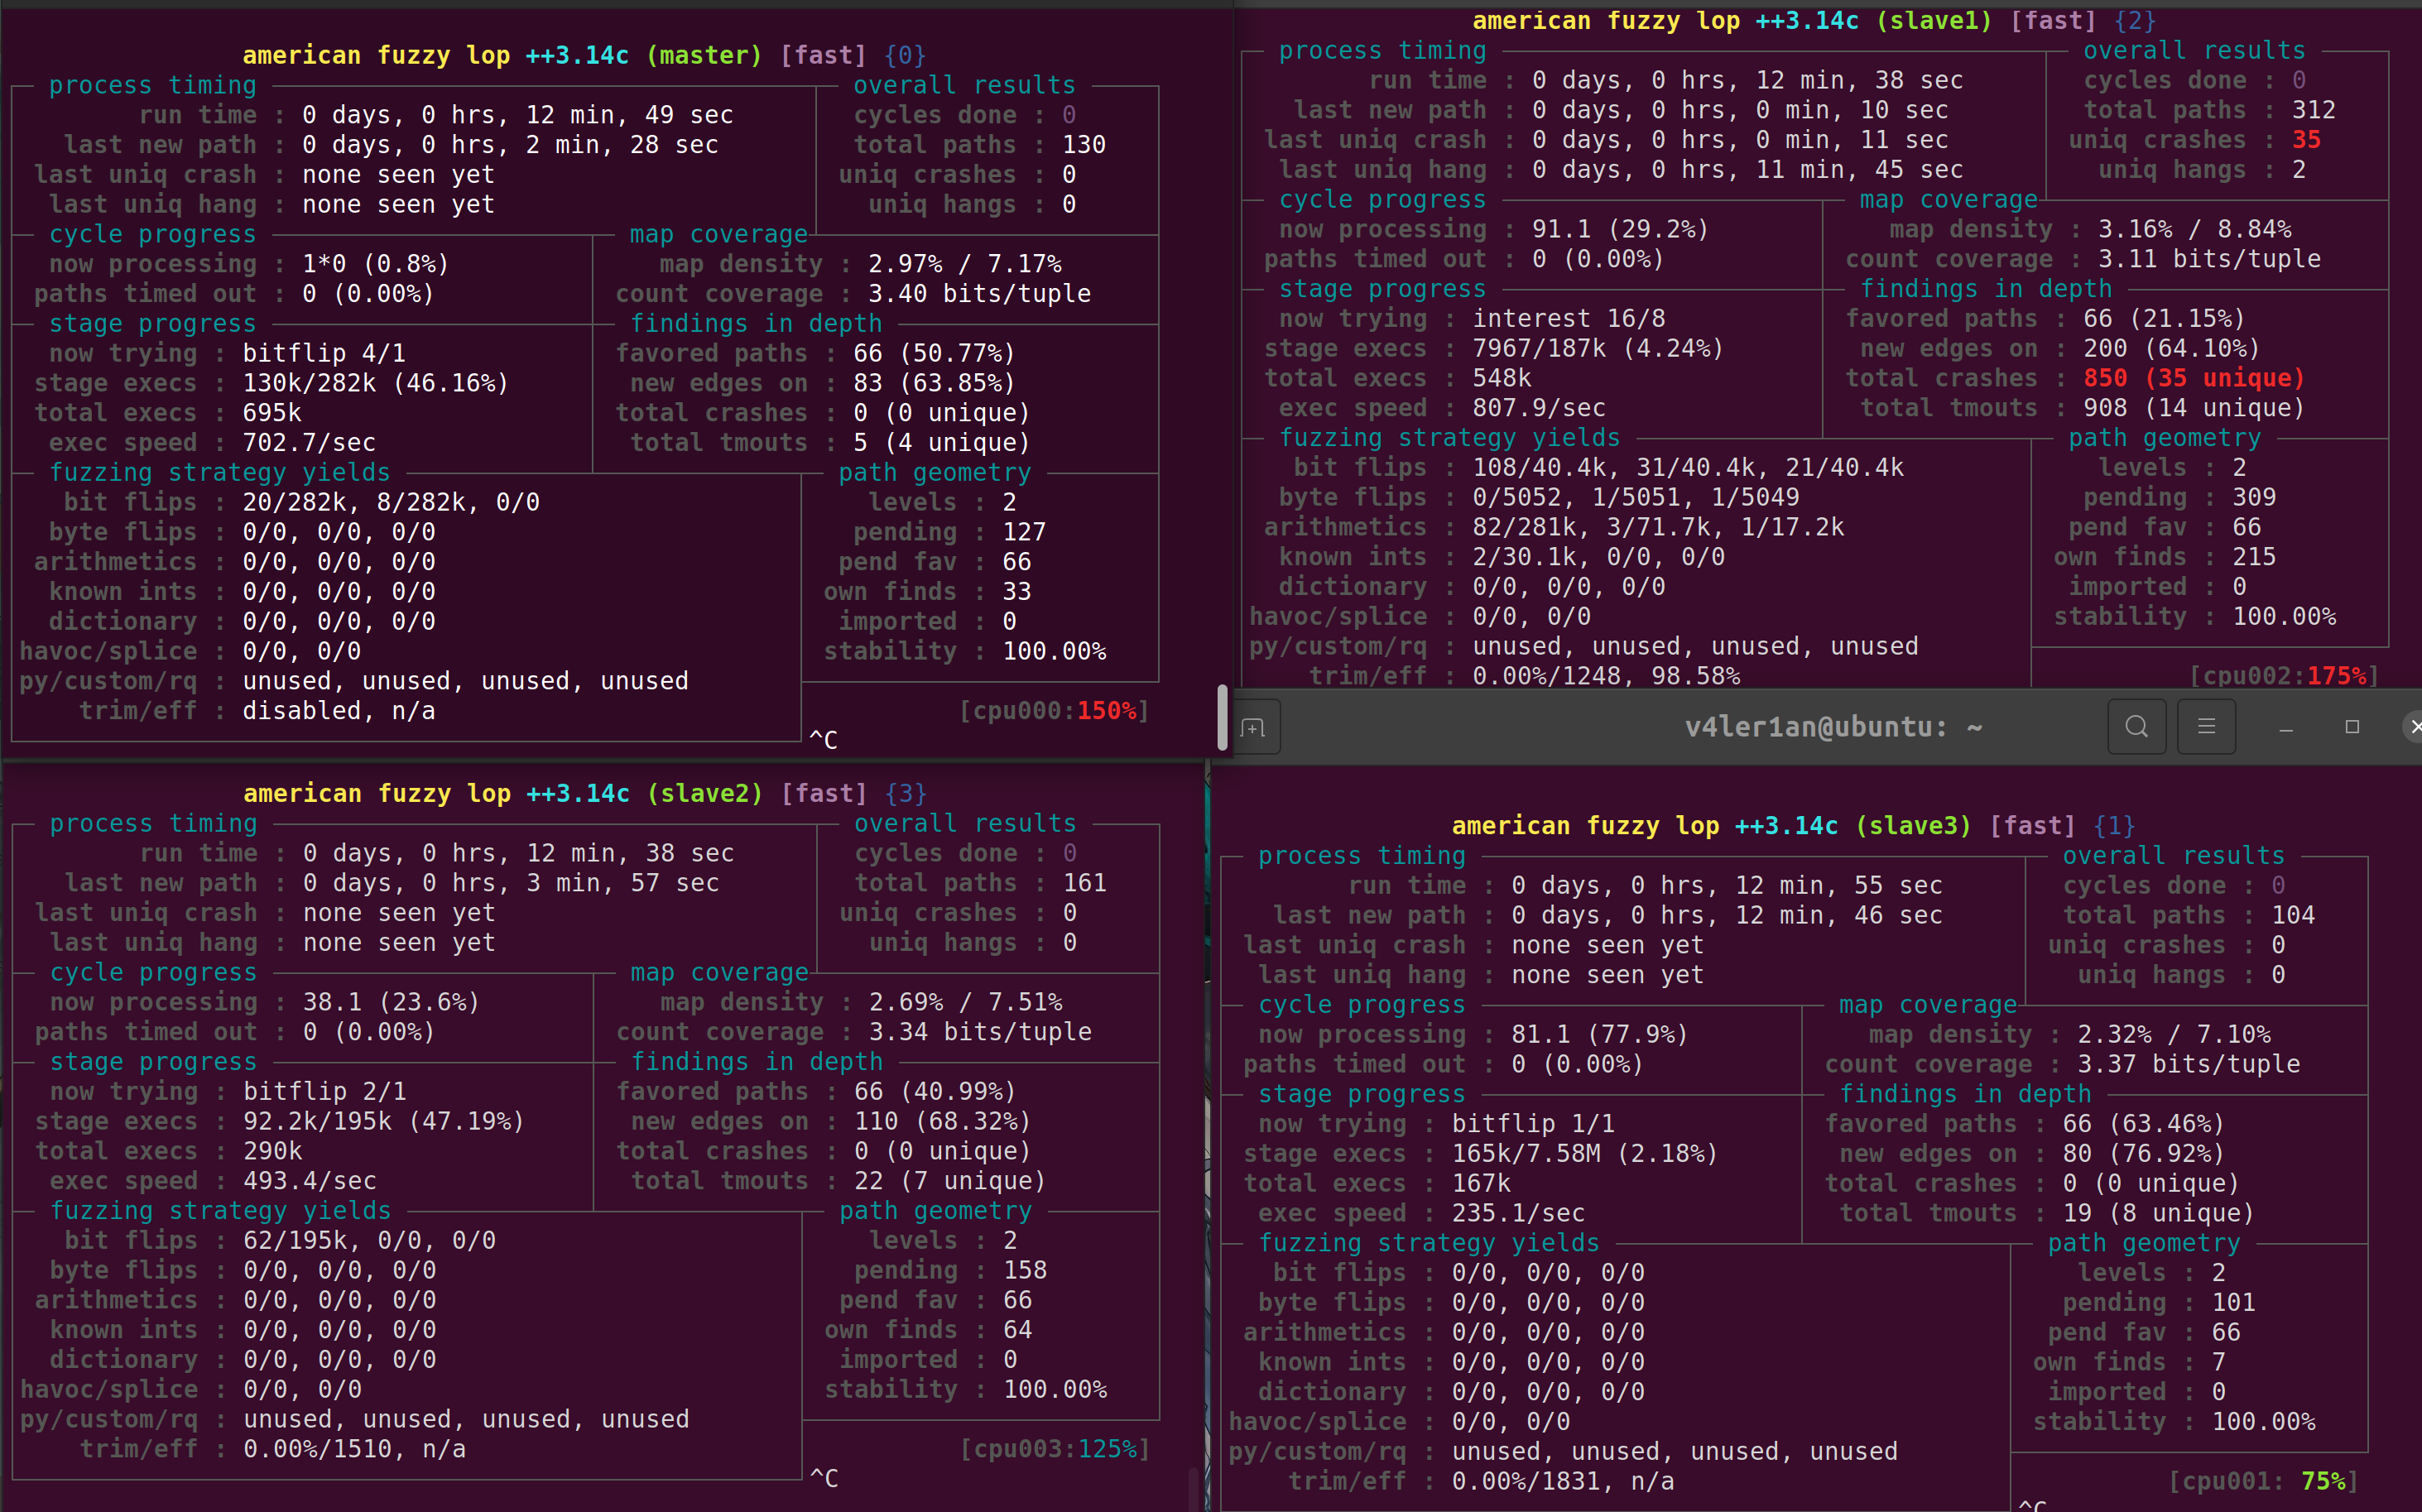 american fuzzy lop ++3.14c (master) [fast] {0}
process timing
overall results
run time : 0 days, 0 hrs, 12 min, 49 sec
cycles done : 0
last new path : 0 days, 0 hrs, 2 min, 28 sec
total paths : 130
last uniq crash : none seen yet
uniq crashes : 0
last uniq hang : none seen yet
uniq hangs : 0
cycle progress
map coverage
now processing : 1*0 (0.8%)
map density : 2.97% / 7.17%
paths timed out : 0 (0.00%)
count coverage : 3.40 bits/tuple
stage progress
findings in depth
now trying : bitflip 4/1
favored paths : 66 (50.77%)
stage execs : 130k/282k (46.16%)
new edges on : 83 (63.85%)
total execs : 695k
total crashes : 0 (0 unique)
exec speed : 702.7/sec
total tmouts : 5 (4 unique)
fuzzing strategy yields
path geometry
bit flips : 20/282k, 8/282k, 0/0
levels : 2
byte flips : 0/0, 0/0, 0/0
pending : 127
arithmetics : 0/0, 0/0, 0/0
pend fav : 66
known ints : 0/0, 0/0, 0/0
own finds : 33
dictionary : 0/0, 0/0, 0/0
imported : 0
havoc/splice : 0/0, 0/0
stability : 100.00%
py/custom/rq : unused, unused, unused, unused
trim/eff : disabled, n/a
[cpu000:150%]
^C
american fuzzy lop ++3.14c (slave1) [fast] {2}
process timing
overall results
run time : 0 days, 0 hrs, 12 min, 38 sec
cycles done : 0
last new path : 0 days, 0 hrs, 0 min, 10 sec
total paths : 312
last uniq crash : 0 days, 0 hrs, 0 min, 11 sec
uniq crashes : 35
last uniq hang : 0 days, 0 hrs, 11 min, 45 sec
uniq hangs : 2
cycle progress
map coverage
now processing : 91.1 (29.2%)
map density : 3.16% / 8.84%
paths timed out : 0 (0.00%)
count coverage : 3.11 bits/tuple
stage progress
findings in depth
now trying : interest 16/8
favored paths : 66 (21.15%)
stage execs : 7967/187k (4.24%)
new edges on : 200 (64.10%)
total execs : 548k
total crashes : 850 (35 unique)
exec speed : 807.9/sec
total tmouts : 908 (14 unique)
fuzzing strategy yields
path geometry
bit flips : 108/40.4k, 31/40.4k, 21/40.4k
levels : 2
byte flips : 0/5052, 1/5051, 1/5049
pending : 309
arithmetics : 82/281k, 3/71.7k, 1/17.2k
pend fav : 66
known ints : 2/30.1k, 0/0, 0/0
own finds : 215
dictionary : 0/0, 0/0, 0/0
imported : 0
havoc/splice : 0/0, 0/0
stability : 100.00%
py/custom/rq : unused, unused, unused, unused
trim/eff : 0.00%/1248, 98.58%
[cpu002:175%]
v4ler1an@ubuntu: ~
american fuzzy lop ++3.14c (slave2) [fast] {3}
process timing
overall results
run time : 0 days, 0 hrs, 12 min, 38 sec
cycles done : 0
last new path : 0 days, 0 hrs, 3 min, 57 sec
total paths : 161
last uniq crash : none seen yet
uniq crashes : 0
last uniq hang : none seen yet
uniq hangs : 0
cycle progress
map coverage
now processing : 38.1 (23.6%)
map density : 2.69% / 7.51%
paths timed out : 0 (0.00%)
count coverage : 3.34 bits/tuple
stage progress
findings in depth
now trying : bitflip 2/1
favored paths : 66 (40.99%)
stage execs : 92.2k/195k (47.19%)
new edges on : 110 (68.32%)
total execs : 290k
total crashes : 0 (0 unique)
exec speed : 493.4/sec
total tmouts : 22 (7 unique)
fuzzing strategy yields
path geometry
bit flips : 62/195k, 0/0, 0/0
levels : 2
byte flips : 0/0, 0/0, 0/0
pending : 158
arithmetics : 0/0, 0/0, 0/0
pend fav : 66
known ints : 0/0, 0/0, 0/0
own finds : 64
dictionary : 0/0, 0/0, 0/0
imported : 0
havoc/splice : 0/0, 0/0
stability : 100.00%
py/custom/rq : unused, unused, unused, unused
trim/eff : 0.00%/1510, n/a
[cpu003:125%]
^C
american fuzzy lop ++3.14c (slave3) [fast] {1}
process timing
overall results
run time : 0 days, 0 hrs, 12 min, 55 sec
cycles done : 0
last new path : 0 days, 0 hrs, 12 min, 46 sec
total paths : 104
last uniq crash : none seen yet
uniq crashes : 0
last uniq hang : none seen yet
uniq hangs : 0
cycle progress
map coverage
now processing : 81.1 (77.9%)
map density : 2.32% / 7.10%
paths timed out : 0 (0.00%)
count coverage : 3.37 bits/tuple
stage progress
findings in depth
now trying : bitflip 1/1
favored paths : 66 (63.46%)
stage execs : 165k/7.58M (2.18%)
new edges on : 80 (76.92%)
total execs : 167k
total crashes : 0 (0 unique)
exec speed : 235.1/sec
total tmouts : 19 (8 unique)
fuzzing strategy yields
path geometry
bit flips : 0/0, 0/0, 0/0
levels : 2
byte flips : 0/0, 0/0, 0/0
pending : 101
arithmetics : 0/0, 0/0, 0/0
pend fav : 66
known ints : 0/0, 0/0, 0/0
own finds : 7
dictionary : 0/0, 0/0, 0/0
imported : 0
havoc/splice : 0/0, 0/0
stability : 100.00%
py/custom/rq : unused, unused, unused, unused
trim/eff : 0.00%/1831, n/a
[cpu001: 75%]
^C